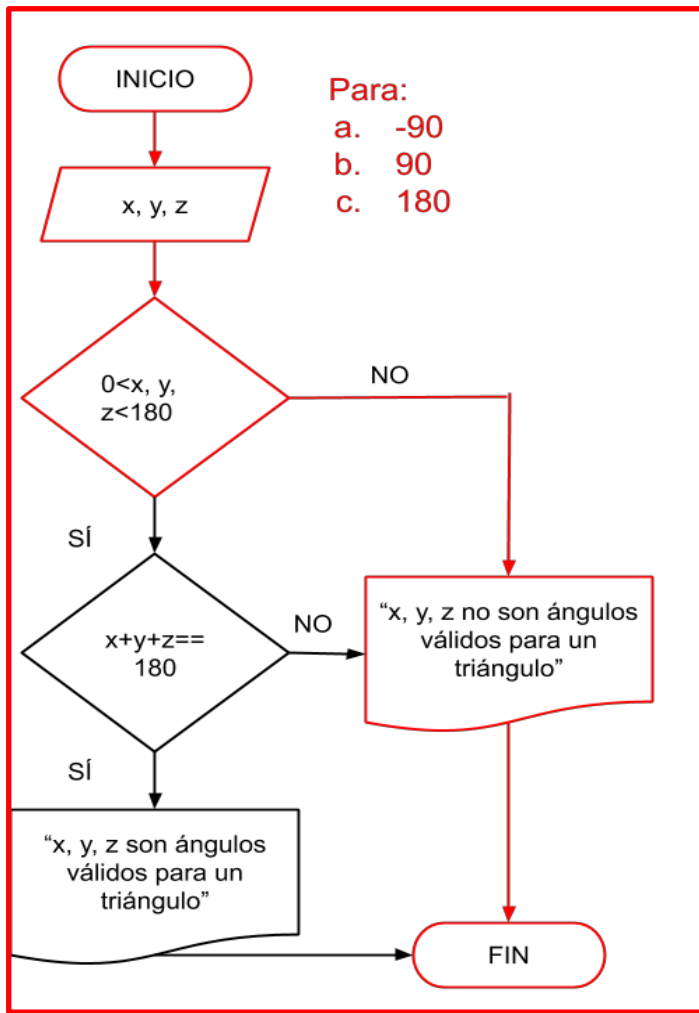 INICIO
Para:
a. -90
b. 90
c. 180
x, y, z
0<x, y,
z<180
NO
SÍ
x+y+z==
180
NO
“x, y, z no son ángulos
válidos para un
triángulo”
SÍ
“x, y, z son ángulos
válidos para un
triángulo”
FIN